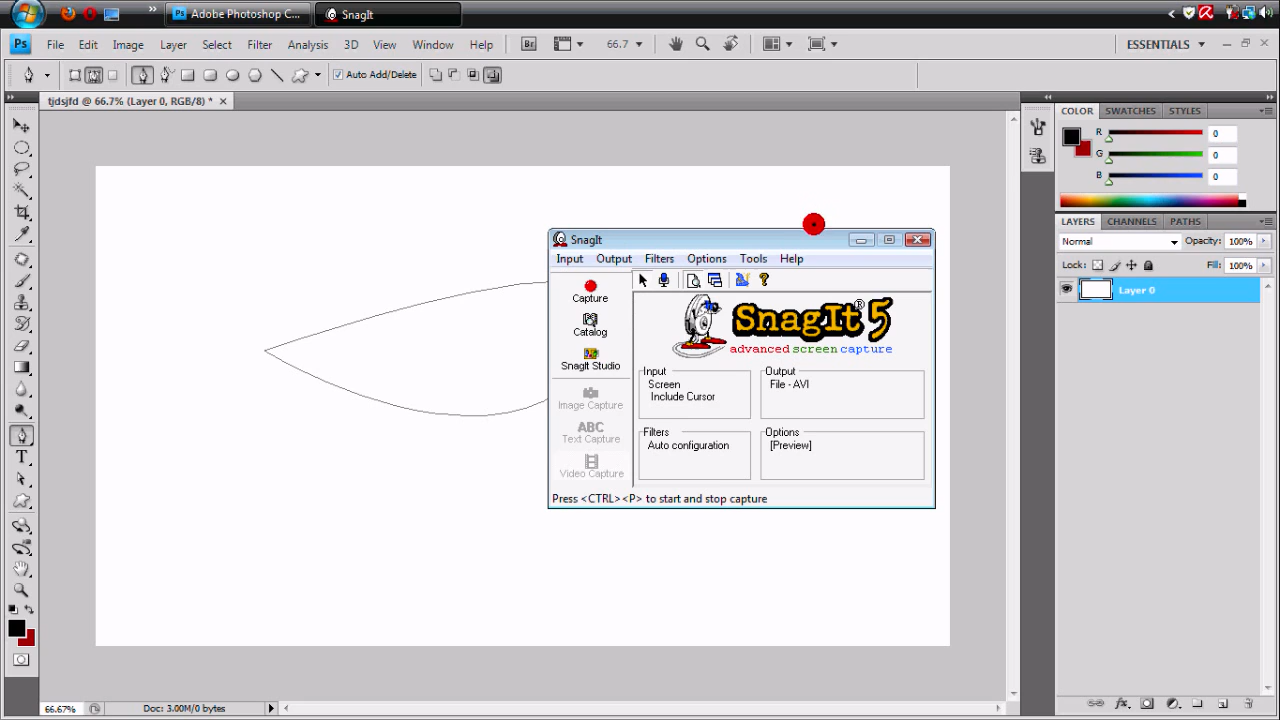 Adobe Photoshop C...
SnagIt
Ps
File Edit Image Layer Select Filter Analysis 3D View Window Help
Br
66.7
ESSENTIALS
Auto Add/Delete
tjdsjfd @ 66.7% (Layer 0, RGB/8) *
COLOR SWATCHES STYLES
R 0
G 0
B 0
LAYERS CHANNELS PATHS
Normal Opacity: 100%
Lock: Fill: 100%
Layer 0
SnagIt
Input Output Filters Options Tools Help
Capture
Catalog
SnagIt Studio
Image Capture
ABC
Text Capture
Video Capture
SnagIt® 5
advanced screen capture
Input
Screen
Include Cursor
Output
File - AVI
Filters
Auto configuration
Options
[Preview]
Press <CTRL><P> to start and stop capture
T
66.67% Doc: 3.00M/0 bytes